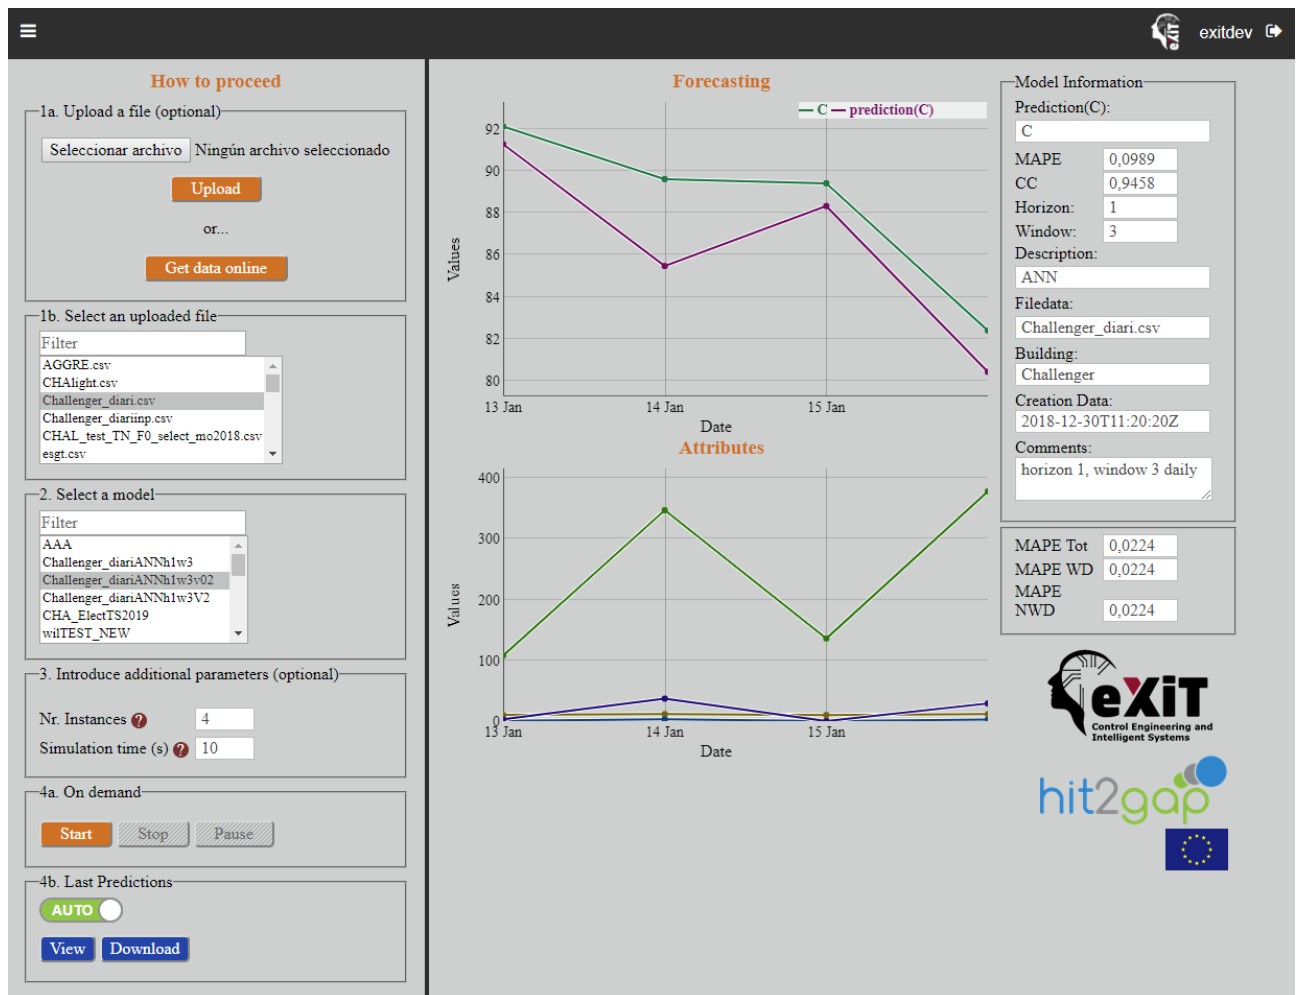 exitdev
How to proceed
1a. Upload a file (optional)
Seleccionar archivo Ningún archivo seleccionado
Upload
or...
Get data online
1b. Select an uploaded file
Filter
AGGRE.csv
CHAlight.csv
Challenger_diari.csv
Challenger_diariinp.csv
CHAL_test_TN_F0_select_mo2018.csv
esgt.csv
2. Select a model
Filter
AAA
Challenger_diariANNh1w3
Challenger_diariANNh1w3v02
Challenger_diariANNh1w3V2
CHA_ElectTS2019
wilTEST_NEW
3. Introduce additional parameters (optional)
Nr. Instances ? 4
Simulation time (s) ? 10
4a. On demand
Start Stop Pause
4b. Last Predictions
AUTO
View Download
Forecasting
C prediction(C)
92
90
88
86
84
82
80
Values
13 Jan 14 Jan 15 Jan
Date
Attributes
400
300
200
100
0
Values
13 Jan 14 Jan 15 Jan
Date
Model Information
Prediction(C):
C
MAPE 0,0989
CC 0,9458
Horizon: 1
Window: 3
Description:
ANN
Filedata:
Challenger_diari.csv
Building:
Challenger
Creation Data:
2018-12-30T11:20:20Z
Comments:
horizon 1, window 3 daily
MAPE Tot 0,0224
MAPE WD 0,0224
MAPE
NWD 0,0224
eXiT
Control Engineering and
Intelligent Systems
hit2gap